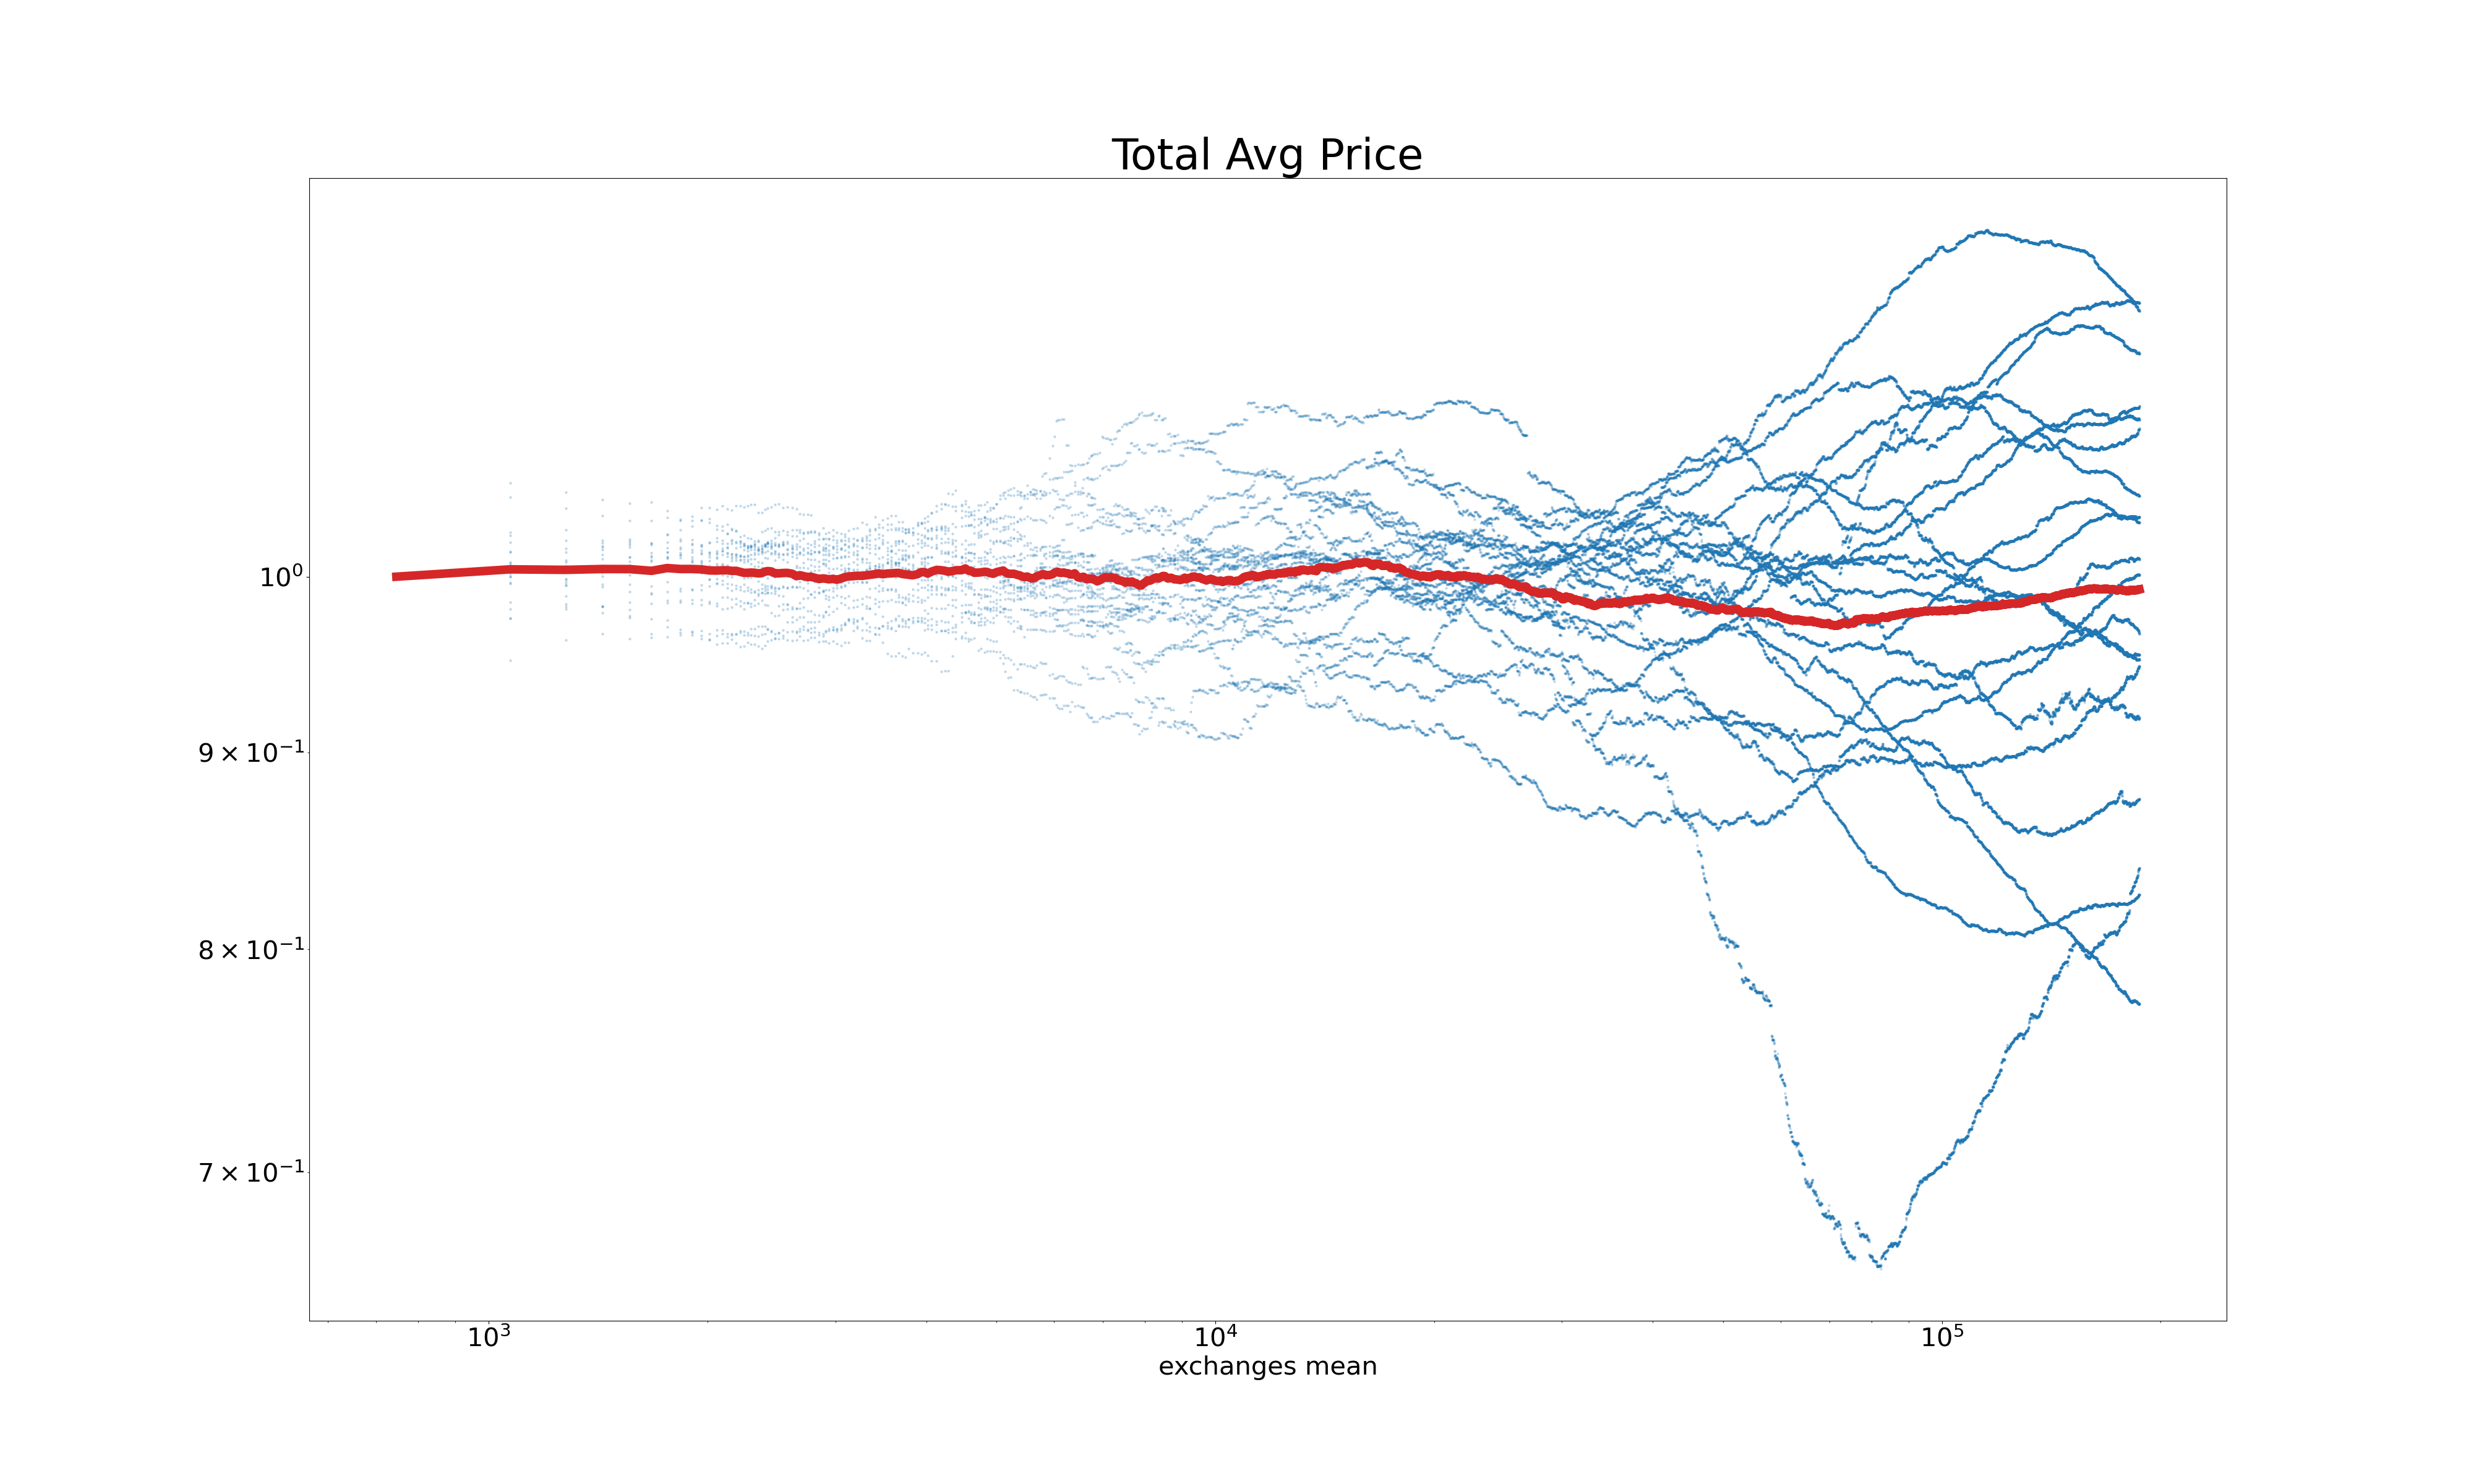 Total Avg Price
10⁰
9 × 10⁻¹
8 × 10⁻¹
7 × 10⁻¹
10³ 10⁴ 10⁵
exchanges mean